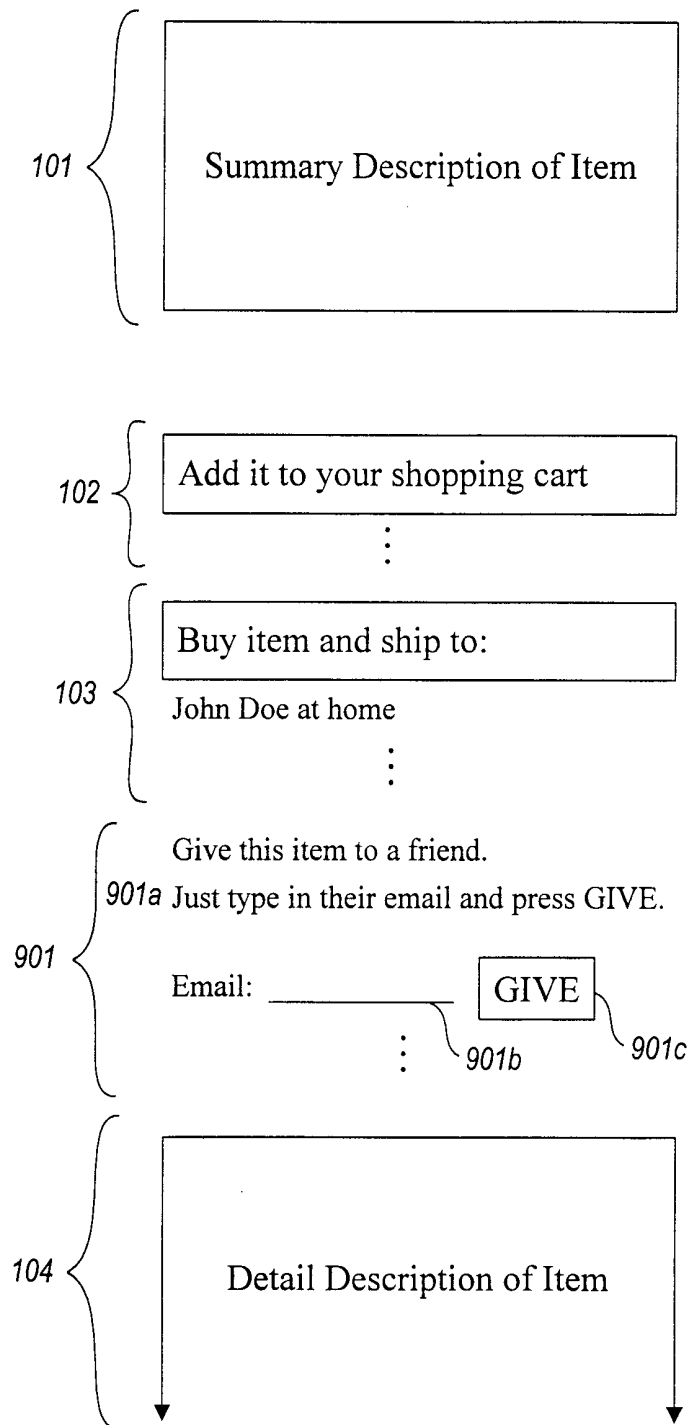 101
Summary Description of Item
102
Add it to your shopping cart
103
Buy item and ship to:
John Doe at home
901
Give this item to a friend.
901a Just type in their email and press GIVE.
Email: GIVE
901b
901c
104
Detail Description of Item